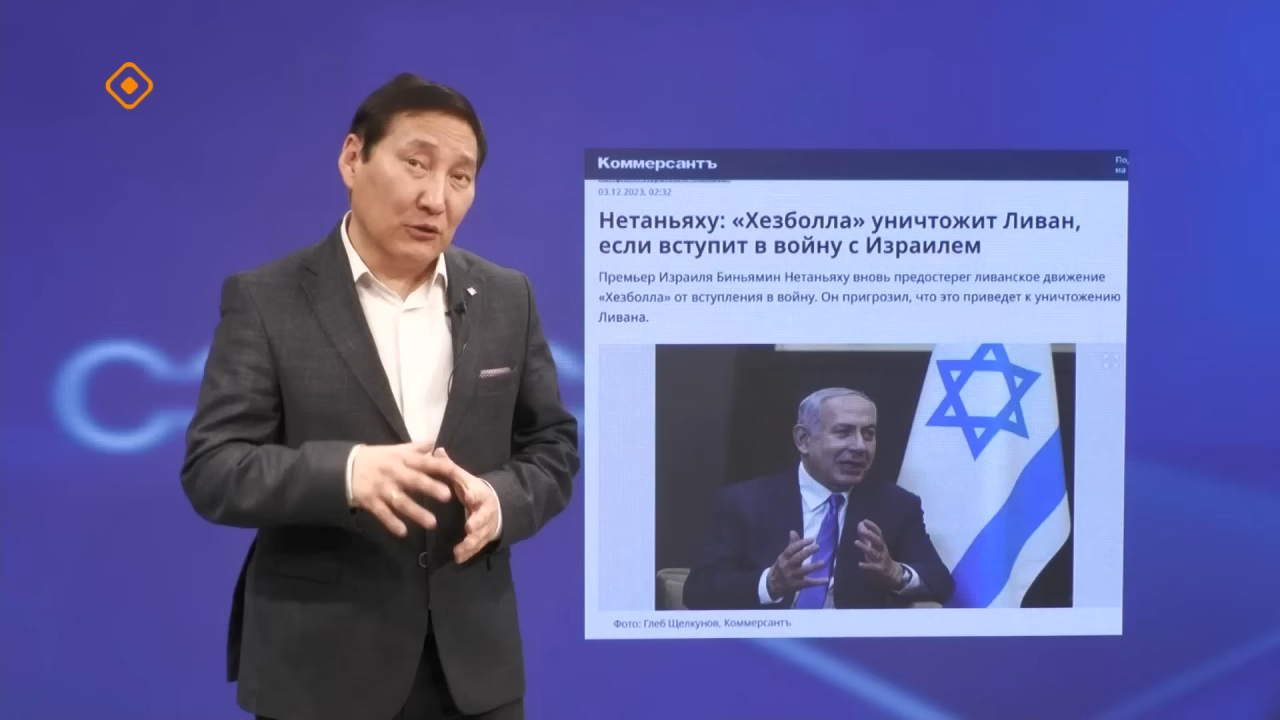 Коммерсантъ
03.12.2023, 02:32
Нетаньяху: «Хезболла» уничтожит Ливан,
если вступит в войну с Израилем
Премьер Израиля Биньямин Нетаньяху вновь предостерег ливанское движение
«Хезболла» от вступления в войну. Он пригрозил, что это приведет к уничтожению
Ливана.
Фото: Глеб Щелкунов, Коммерсантъ